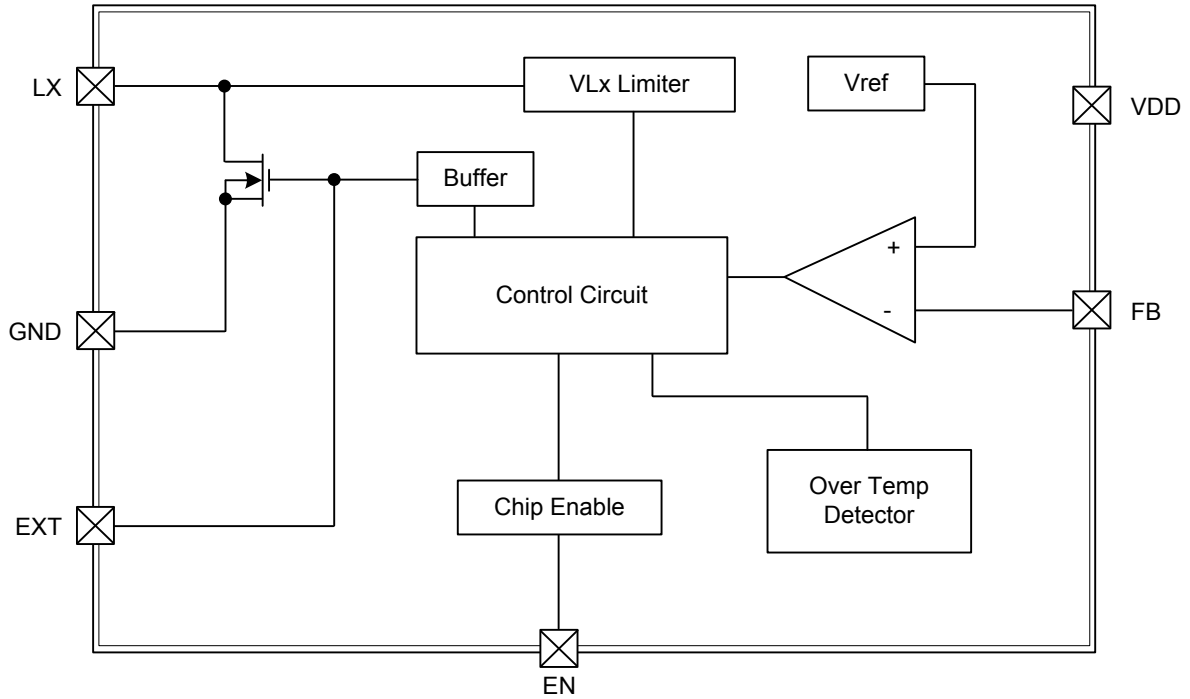 LX
VLx Limiter
Vref
VDD
Buffer
+
Control Circuit
-
FB
GND
Over Temp
Detector
Chip Enable
EXT
EN